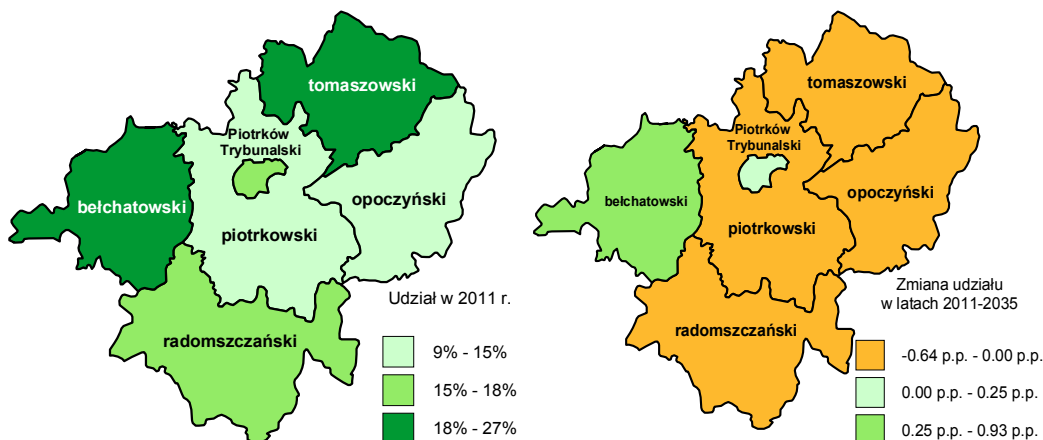 tomaszowski
Piotrków
Trybunalski
bełchatowski
opoczyński
piotrkowski
radomszczański
Udział w 2011 r.
9% - 15%
15% - 18%
18% - 27%
tomaszowski
Piotrków
Trybunalski
bełchatowski
opoczyński
piotrkowski
radomszczański
Zmiana udziału
w latach 2011-2035
-0.64 p.p. - 0.00 p.p.
0.00 p.p. - 0.25 p.p.
0.25 p.p. - 0.93 p.p.